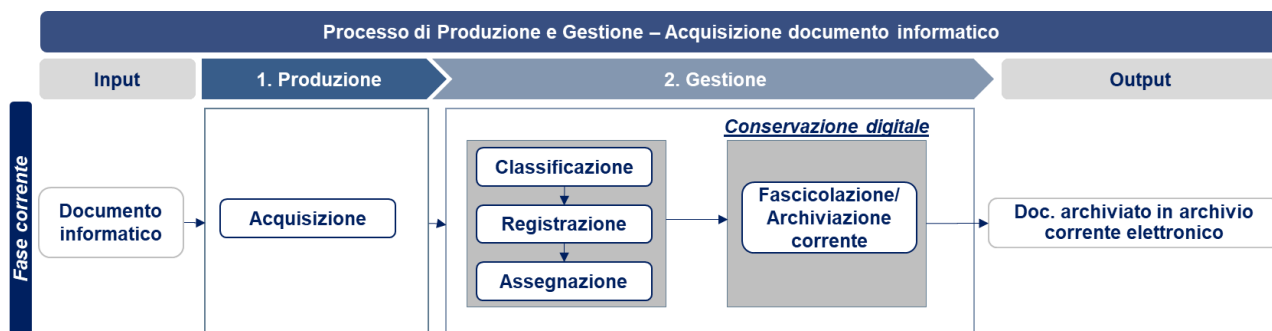 Processo di Produzione e Gestione – Acquisizione documento informatico
Input
1. Produzione
2. Gestione
Output
Fase corrente
Documento
informatico
Acquisizione
Classificazione
Registrazione
Assegnazione
Conservazione digitale
Fascicolazione/
Archiviazione
corrente
Doc. archiviato in archivio
corrente elettronico